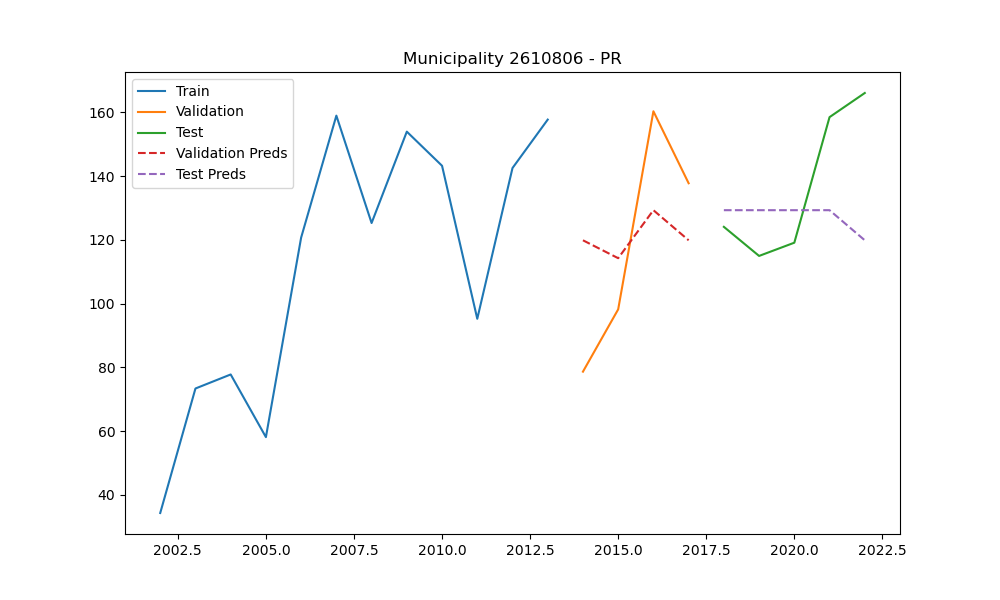 Municipality 2610806 - PR
Train
Validation
Test
Validation Preds
Test Preds
160
140
120
100
80
60
40
2002.5 2005.0 2007.5 2010.0 2012.5 2015.0 2017.5 2020.0 2022.5